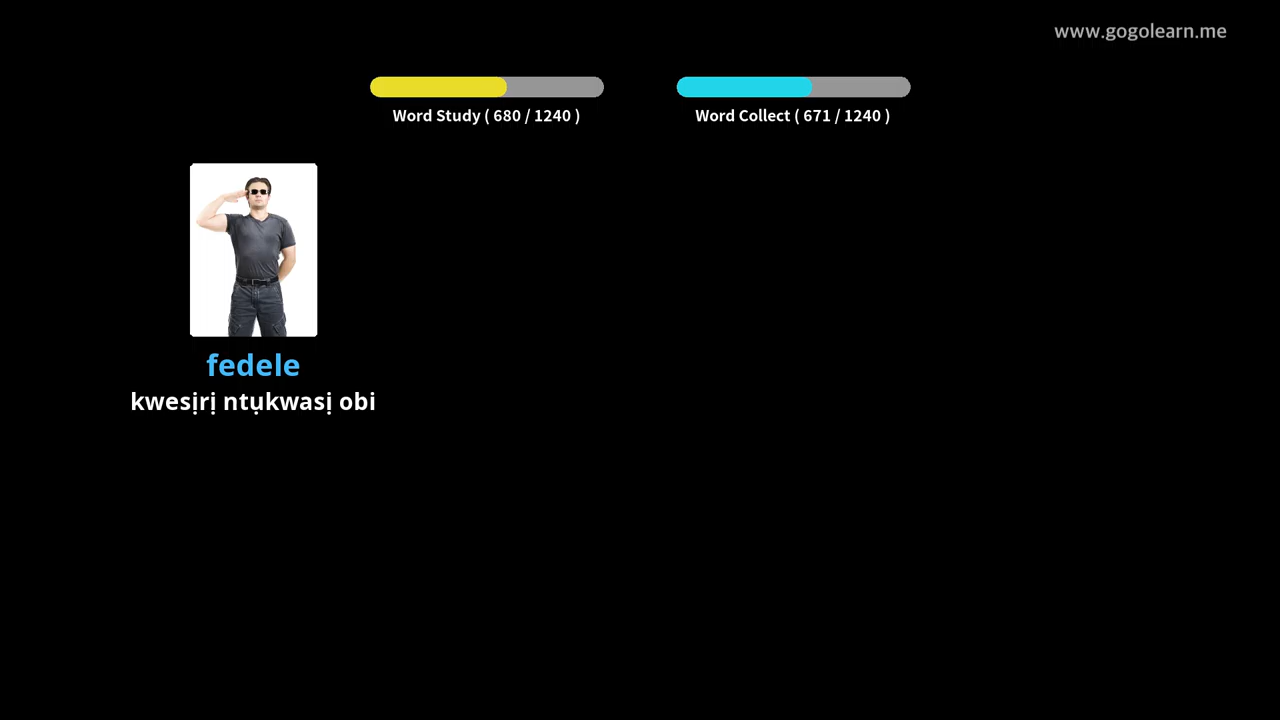 www.gogolearn.me
Word Study ( 680 / 1240 )
Word Collect ( 671 / 1240 )
fedele
kwesịrị ntụkwasị obi